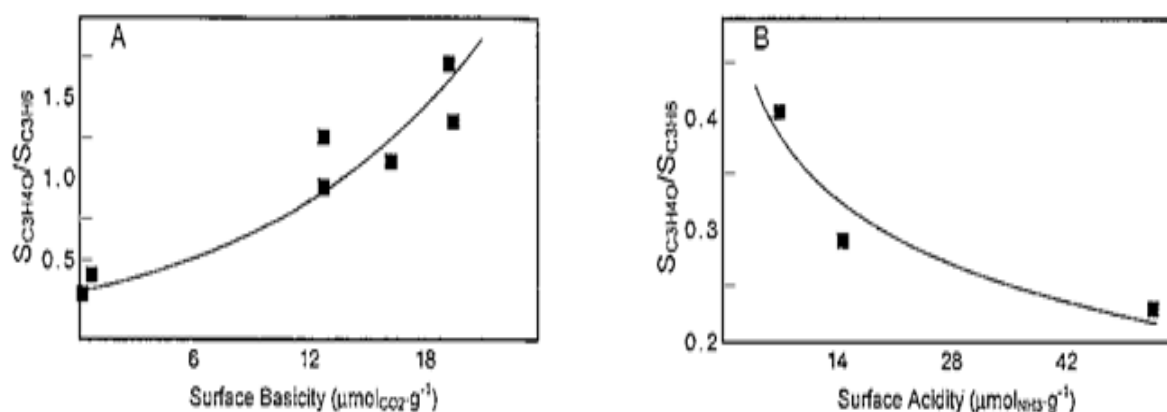 A
S_C3H4O/S_C3H6
1.5
1.0
0.5
6 12 18
Surface Basicity (μmol_CO2·g⁻¹)
B
S_C3H4O/S_C3H6
0.4
0.3
0.2
14 28 42
Surface Acidity (μmol_NH3·g⁻¹)